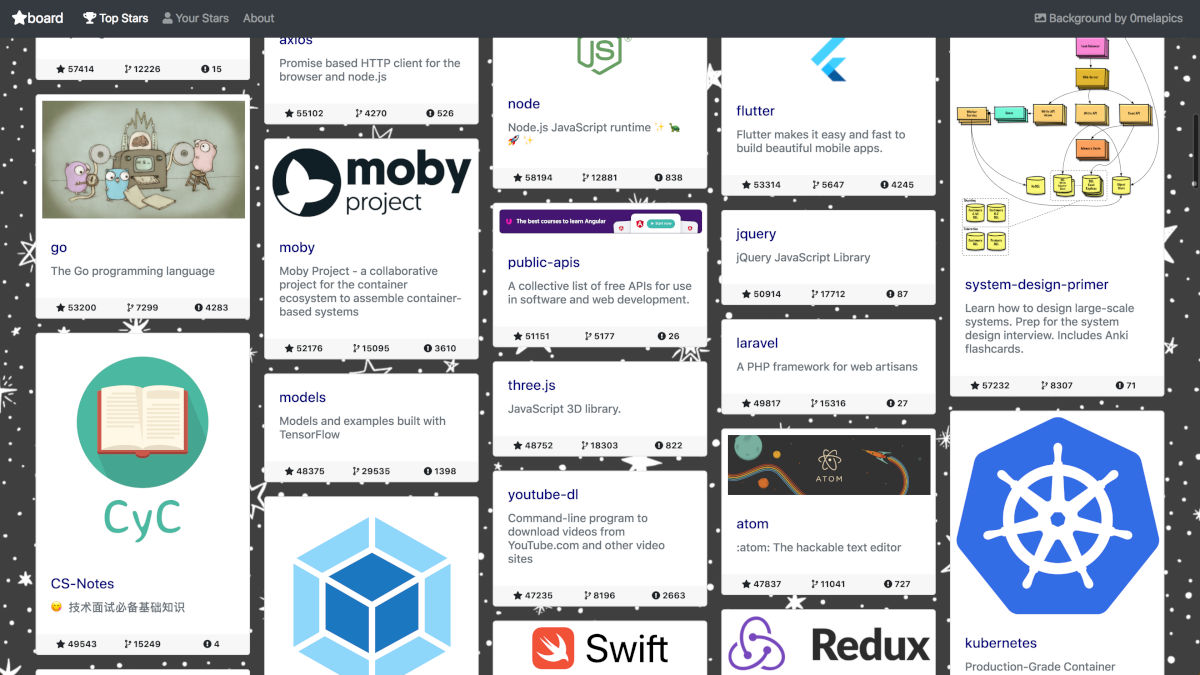 board
Top Stars
Your Stars
About
Background by 0melapics
57414 12226 15
go
The Go programming language
53200 7299 4283
CyC
CS-Notes
😋 技术面试必备基础知识
49543 15249 4
axios
Promise based HTTP client for the
browser and node.js
55102 4270 526
moby
project
moby
Moby Project - a collaborative
project for the container
ecosystem to assemble container-
based systems
52176 15095 3610
models
Models and examples built with
TensorFlow
48375 29535 1398
JS
node
Node.js JavaScript runtime ✨ 🐢
🚀 ✨
58194 12881 838
The best courses to learn Angular
public-apis
A collective list of free APIs for use
in software and web development.
51151 5177 26
three.js
JavaScript 3D library.
48752 18303 822
youtube-dl
Command-line program to
download videos from
YouTube.com and other video
sites
47235 8196 2663
Swift
flutter
Flutter makes it easy and fast to
build beautiful mobile apps.
53314 5647 4245
jquery
jQuery JavaScript Library
50914 17712 87
laravel
A PHP framework for web artisans
49817 15316 27
ATOM
atom
:atom: The hackable text editor
47837 11041 727
Redux
system-design-primer
Learn how to design large-scale
systems. Prep for the system
design interview. Includes Anki
flashcards.
57232 8307 71
kubernetes
Production-Grade Container